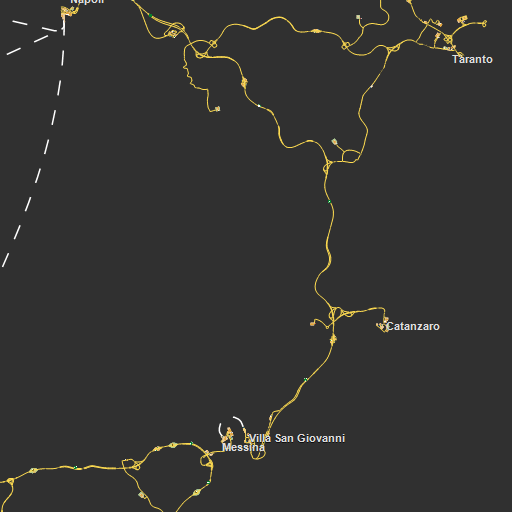 Napoli
Taranto
Catanzaro
Villa San Giovanni
Messina